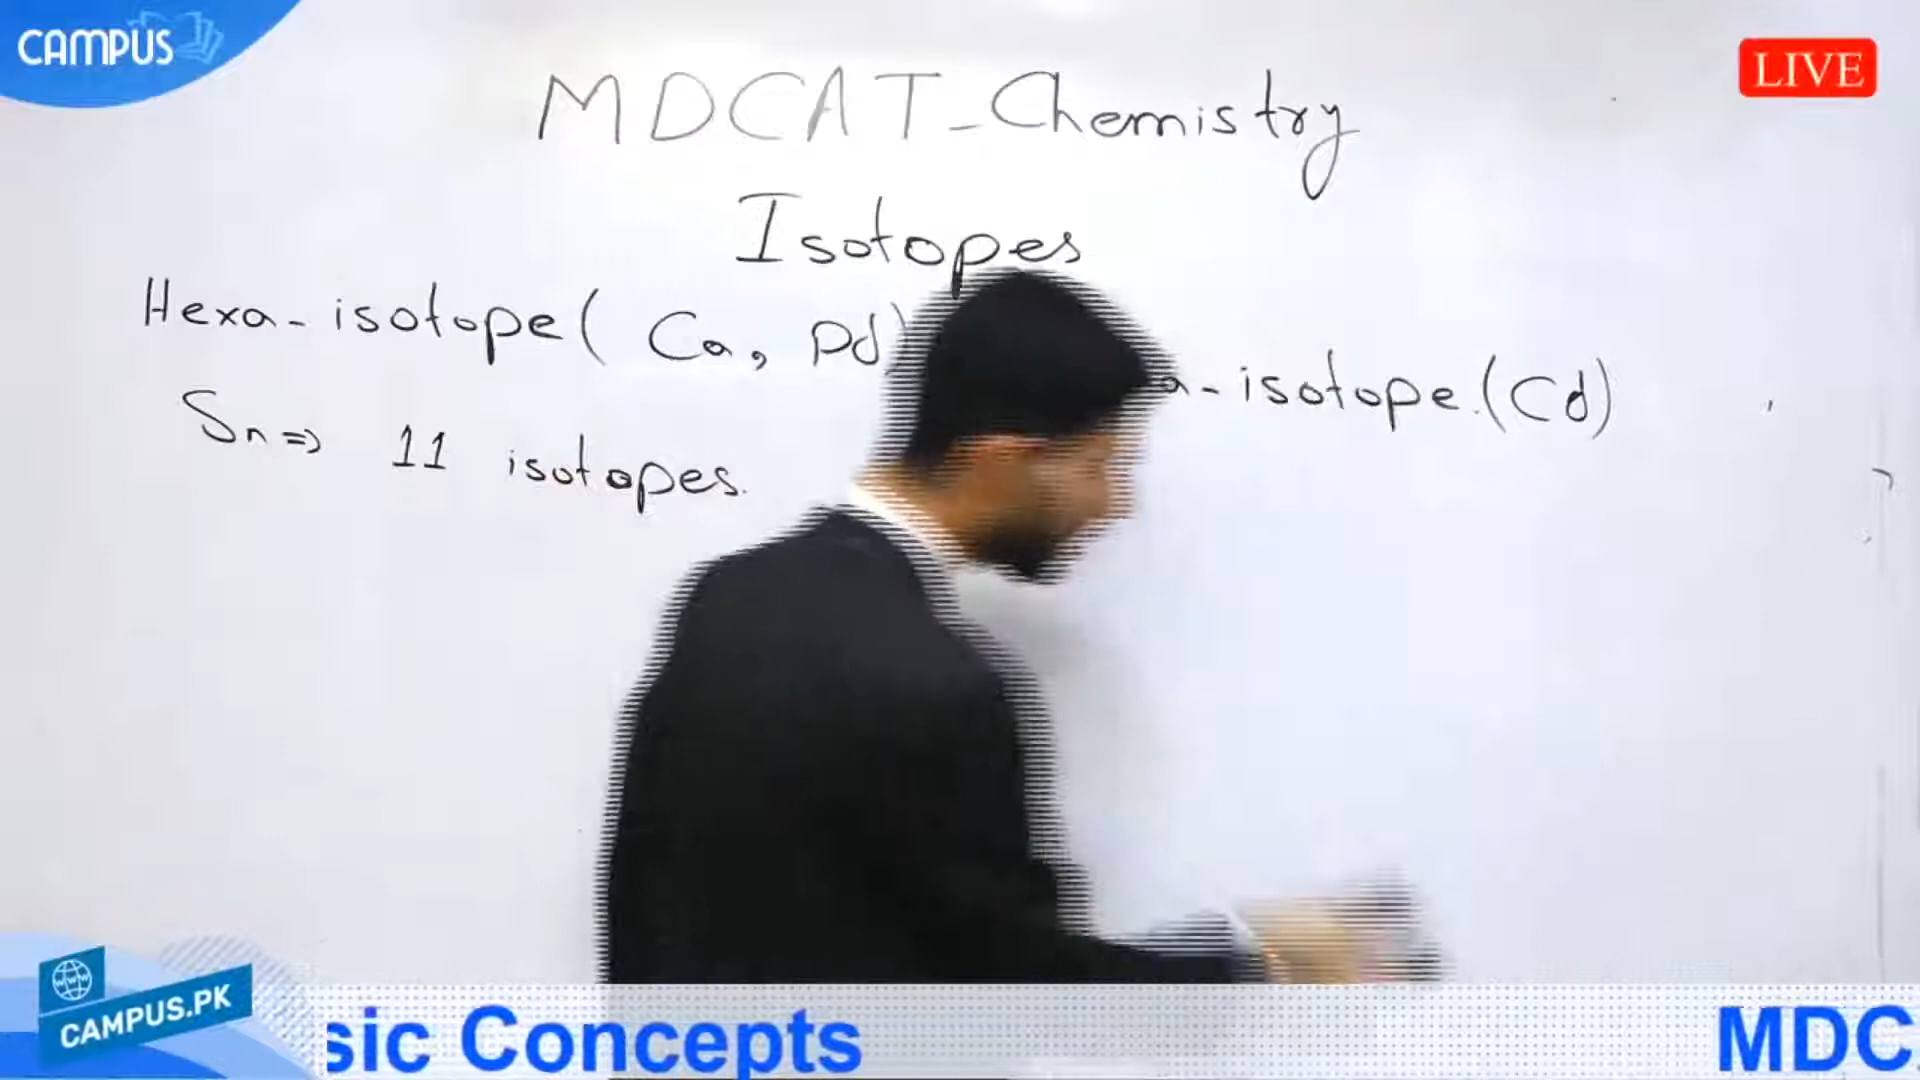 CAMPUS
LIVE
MDCAT-Chemistry
Isotopes
Hexa-isotope( Ca, Pd)
a-isotope.(Cd)
Sn => 11 isotopes.
CAMPUS.PK
sic Concepts
MDC